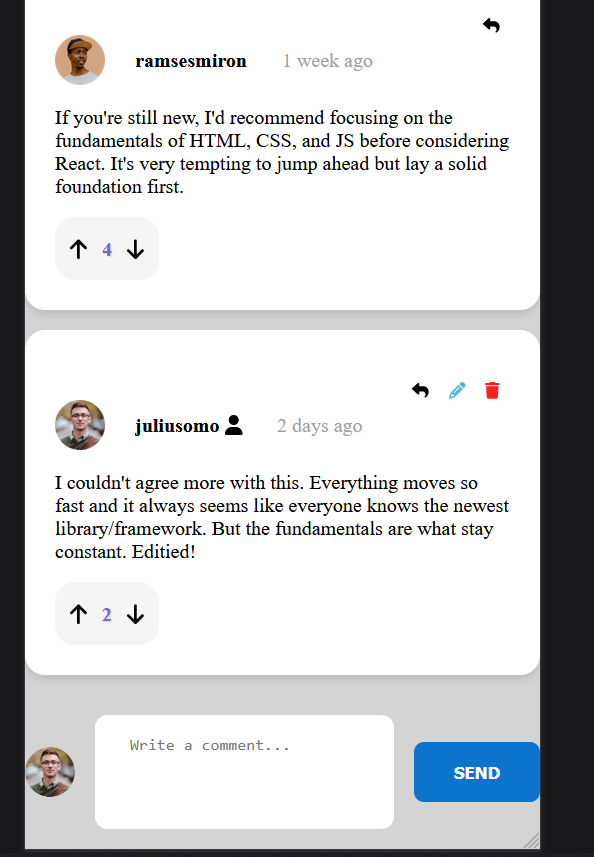 ramsesmiron 1 week ago
If you're still new, I'd recommend focusing on the
fundamentals of HTML, CSS, and JS before considering
React. It's very tempting to jump ahead but lay a solid
foundation first.
4
juliusomo 2 days ago
I couldn't agree more with this. Everything moves so
fast and it always seems like everyone knows the newest
library/framework. But the fundamentals are what stay
constant. Editied!
2
Write a comment...
SEND